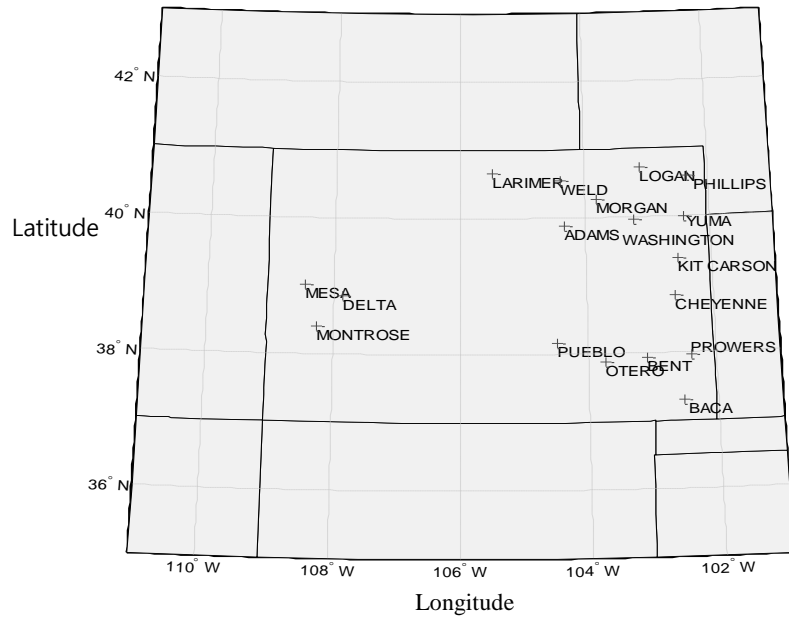 42° N
LOGAN
LARIMER
PHILLIPS
WELD
MORGAN
40° N
YUMA
Latitude
ADAMS
WASHINGTON
KIT CARSON
MESA
DELTA
CHEYENNE
MONTROSE
38° N
PUEBLO
PROWERS
OTERO
BENT
BACA
36° N
110° W
108° W
106° W
104° W
102° W
Longitude